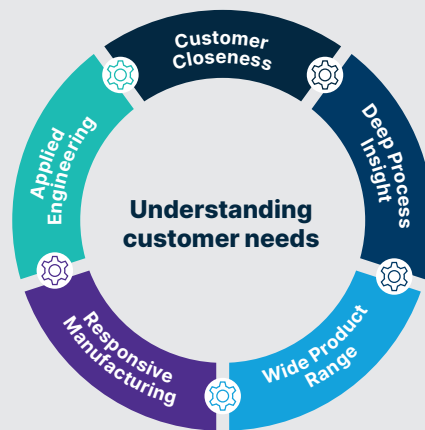 Customer
Closeness
Deep Process
Insight
Wide Product
Range
Responsive
Manufacturing
Applied
Engineering
Understanding
customer needs